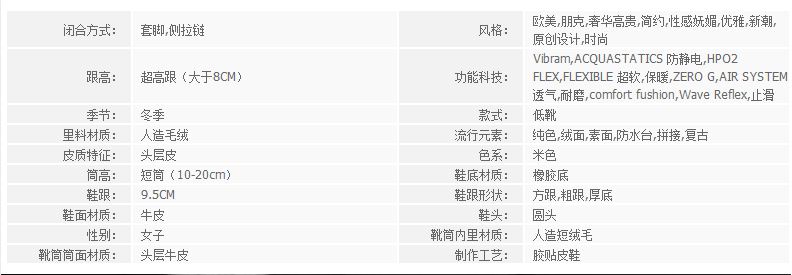 闭合方式: 套脚,侧拉链 风格: 欧美,朋克,奢华高贵,简约,性感妩媚,优雅,新潮,
原创设计,时尚
跟高: 超高跟（大于8CM） 功能科技: Vibram,ACQUASTATICS 防静电,HPO2
FLEX,FLEXIBLE 超软,保暖,ZERO G,AIR SYSTEM
透气,耐磨,comfort fushion,Wave Reflex,止滑
季节: 冬季 款式: 低靴
里料材质: 人造毛绒 流行元素: 纯色,绒面,素面,防水台,拼接,复古
皮质特征: 头层皮 色系: 米色
筒高: 短筒（10-20cm） 鞋底材质: 橡胶底
鞋跟: 9.5CM 鞋跟形状: 方跟,粗跟,厚底
鞋面材质: 牛皮 鞋头: 圆头
性别: 女子 靴筒内里材质: 人造短绒毛
靴筒筒面材质: 头层牛皮 制作工艺: 胶贴皮鞋